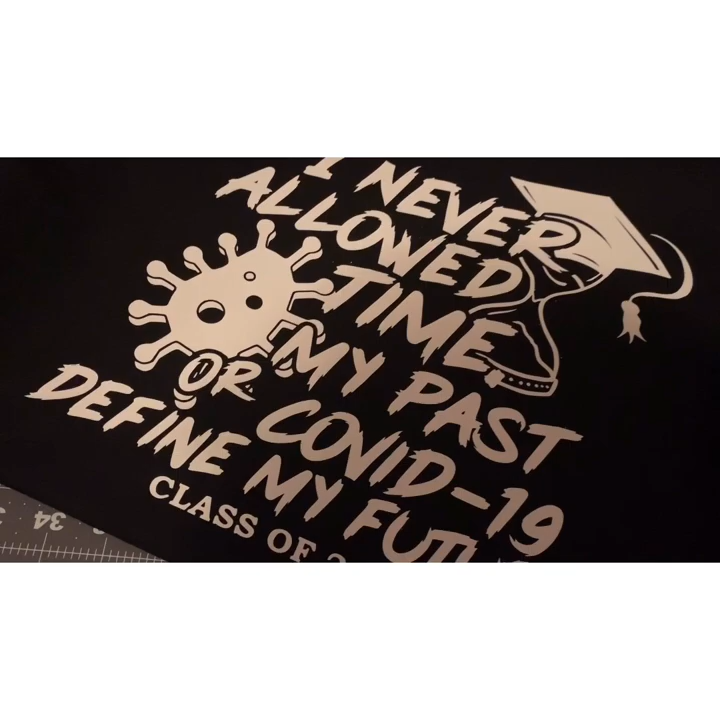 I NEVER
ALLOWED
TIME
MY PAST
OR COVID-19
DEFINE MY
CLASS OF
34